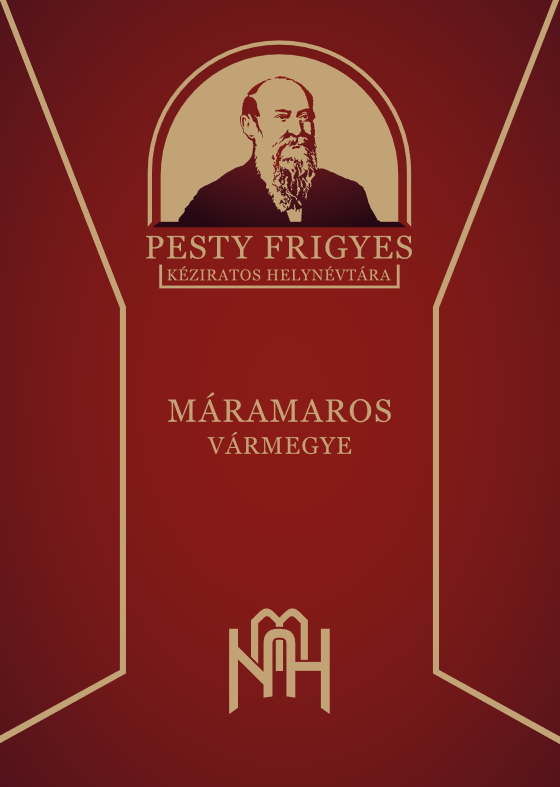 PESTY FRIGYES
KÉZIRATOS HELYNÉVTÁRA
MÁRAMAROS
VÁRMEGYE